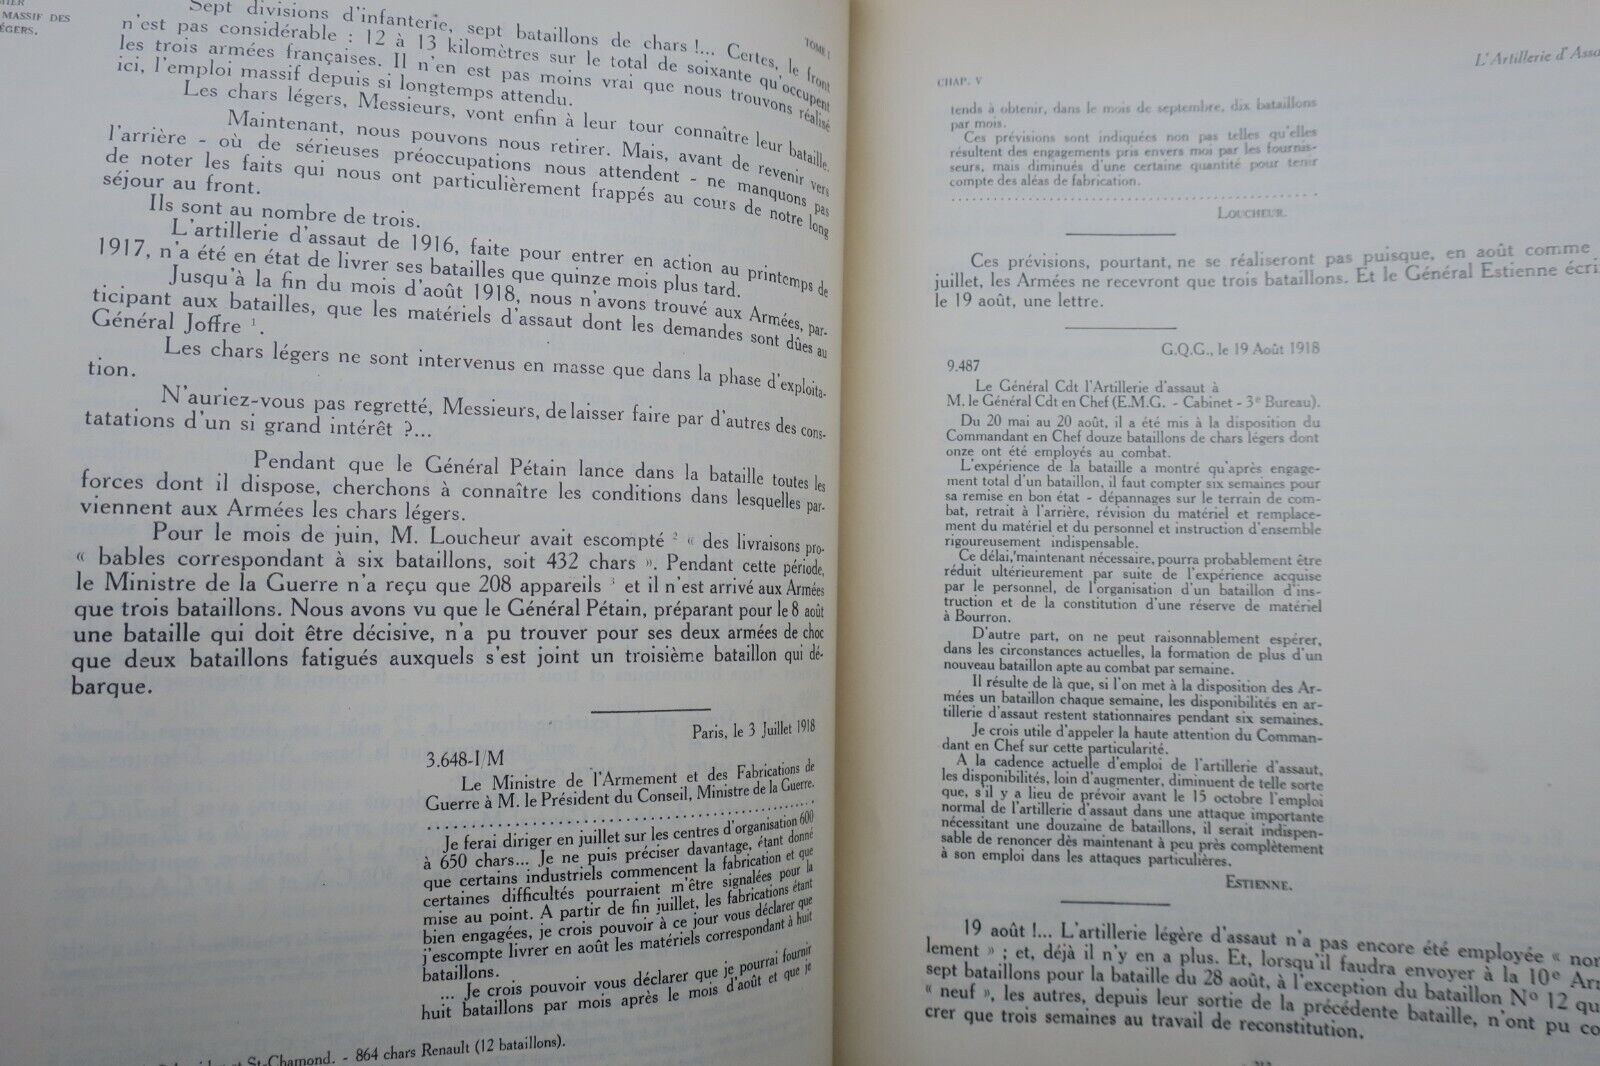 MASSIF DES
TOME I
Sept divisions d'infanterie, sept bataillons de chars !... Certes, le front
n'est pas considérable : 12 à 13 kilomètres sur le total de soixante qu'occupent
les trois armées françaises. Il n'en est pas moins vrai que nous trouvons réalisé
ici, l'emploi massif depuis si longtemps attendu.
Les chars légers, Messieurs, vont enfin à leur tour connaître leur bataille.
Maintenant, nous pouvons nous retirer. Mais, avant de revenir vers
l'arrière - où de sérieuses préoccupations nous attendent - ne manquons pas
de noter les faits qui nous ont particulièrement frappés au cours de notre long
séjour au front.
Ils sont au nombre de trois.
L'artillerie d'assaut de 1916, faite pour entrer en action au printemps de
1917, n'a été en état de livrer ses batailles que quinze mois plus tard.
Jusqu'à la fin du mois d'août 1918, nous n'avons trouvé aux Armées, par-
ticipant aux batailles, que les matériels d'assaut dont les demandes sont dûes au
Général Joffre 1.
Les chars légers ne sont intervenus en masse que dans la phase d'exploita-
tion.
N'auriez-vous pas regretté, Messieurs, de laisser faire par d'autres des cons-
tatations d'un si grand intérêt ?...
Pendant que le Général Pétain lance dans la bataille toutes les
forces dont il dispose, cherchons à connaître les conditions dans lesquelles par-
viennent aux Armées les chars légers.
Pour le mois de juin, M. Loucheur avait escompté 2 « des livraisons pro-
« bables correspondant à six bataillons, soit 432 chars ». Pendant cette période,
le Ministre de la Guerre n'a reçu que 208 appareils 3 et il n'est arrivé aux Armées
que trois bataillons. Nous avons vu que le Général Pétain, préparant pour le 8 août
une bataille qui doit être décisive, n'a pu trouver pour ses deux armées de choc
que deux bataillons fatigués auxquels s'est joint un troisième bataillon qui dé-
barque.
Paris, le 3 Juillet 1918
3.648-I/M
Le Ministre de l'Armement et des Fabrications de
Guerre à M. le Président du Conseil, Ministre de la Guerre.
Je ferai diriger en juillet sur les centres d'organisation 600
à 650 chars... Je ne puis préciser davantage, étant donné
que certains industriels commencent la fabrication et que
certaines difficultés pourraient m'être signalées pour la
mise au point. A partir de fin juillet, les fabrications étant
bien engagées, je crois pouvoir à ce jour vous déclarer que
j'escompte livrer en août les matériels correspondant à huit
bataillons.
... Je crois pouvoir vous déclarer que je pourrai fournir
huit bataillons par mois après le mois d'août et que je
St-Chamond. - 864 chars Renault (12 bataillons).
CHAP. V
L'Artillerie d'Assa
tends à obtenir, dans le mois de septembre, dix bataillons
par mois.
Ces prévisions sont indiquées non pas telles qu'elles
résultent des engagements pris envers moi par les fournis-
seurs, mais diminués d'une certaine quantité pour tenir
compte des aléas de fabrication.
LOUCHEUR.
Ces prévisions, pourtant, ne se réaliseront pas puisque, en août comme
juillet, les Armées ne recevront que trois bataillons. Et le Général Estienne écri
le 19 août, une lettre.
G.Q.G., le 19 Août 1918
9.487
Le Général Cdt l'Artillerie d'assaut à
M. le Général Cdt en Chef (E.M.G. - Cabinet - 3e Bureau).
Du 20 mai au 20 août, il a été mis à la disposition du
Commandant en Chef douze bataillons de chars légers dont
onze ont été employés au combat.
L'expérience de la bataille a montré qu'après engage-
ment total d'un bataillon, il faut compter six semaines pour
sa remise en bon état - dépannages sur le terrain de com-
bat, retrait à l'arrière, révision du matériel et remplace-
ment du matériel et du personnel et instruction d'ensemble
rigoureusement indispensable.
Ce délai, maintenant nécessaire, pourra probablement être
réduit ultérieurement par suite de l'expérience acquise
par le personnel, de l'organisation d'un bataillon d'ins-
truction et de la constitution d'une réserve de matériel
à Bourron.
D'autre part, on ne peut raisonnablement espérer,
dans les circonstances actuelles, la formation de plus d'un
nouveau bataillon apte au combat par semaine.
Il résulte de là que, si l'on met à la disposition des Ar-
mées un bataillon chaque semaine, les disponibilités en ar-
tillerie d'assaut restent stationnaires pendant six semaines.
Je crois utile d'appeler la haute attention du Comman-
dant en Chef sur cette particularité.
A la cadence actuelle d'emploi de l'artillerie d'assaut,
les disponibilités, loin d'augmenter, diminuent de telle sorte
que, s'il y a lieu de prévoir avant le 15 octobre l'emploi
normal de l'artillerie d'assaut dans une attaque importante
nécessitant une douzaine de bataillons, il serait indispen-
sable de renoncer dès maintenant à peu près complètement
à son emploi dans les attaques particulières.
ESTIENNE.
19 août !... L'artillerie légère d'assaut n'a pas encore été employée « nor
lement » ; et, déjà il n'y en a plus. Et, lorsqu'il faudra envoyer à la 10e Ar
sept bataillons pour la bataille du 28 août, à l'exception du bataillon No 12 qu
« neuf », les autres, depuis leur sortie de la précédente bataille, n'ont pu co
crer que trois semaines au travail de reconstitution.